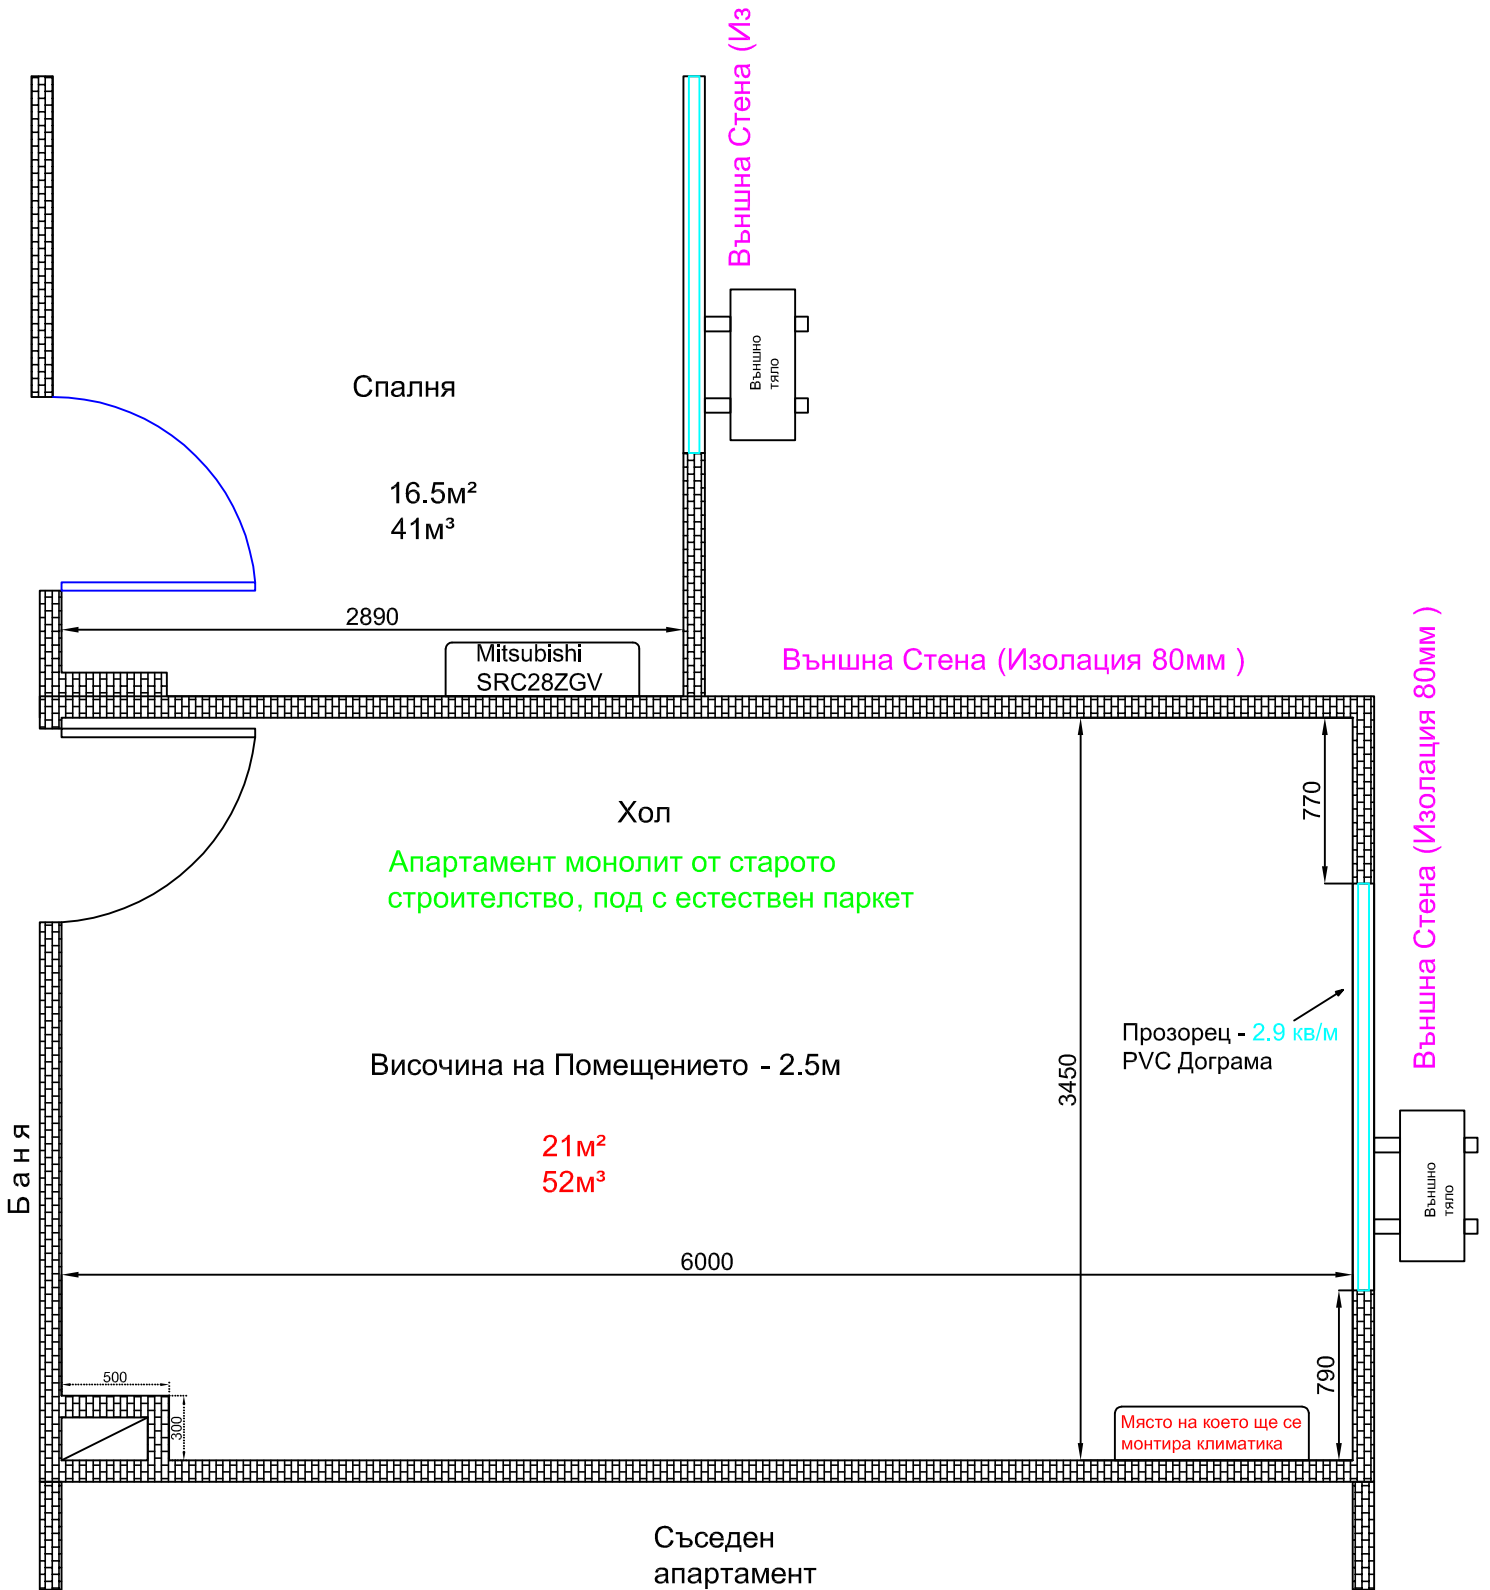 Външна Стена (Из
Външно
тяло
Спалня
16.5м²
41м³
2890
Mitsubishi
SRC28ZGV
Външна Стена (Изолация 80мм )
Външна Стена (Изолация 80мм )
770
Хол
Апартамент монолит от старото
строителство, под с естествен паркет
Прозорец - 2.9 кв/м
PVC Дограма
3450
Височина на Помещението - 2.5м
21м²
52м³
Баня
Външно
тяло
6000
790
500
300
Място на което ще се
монтира климатика
Съседен
апартамент